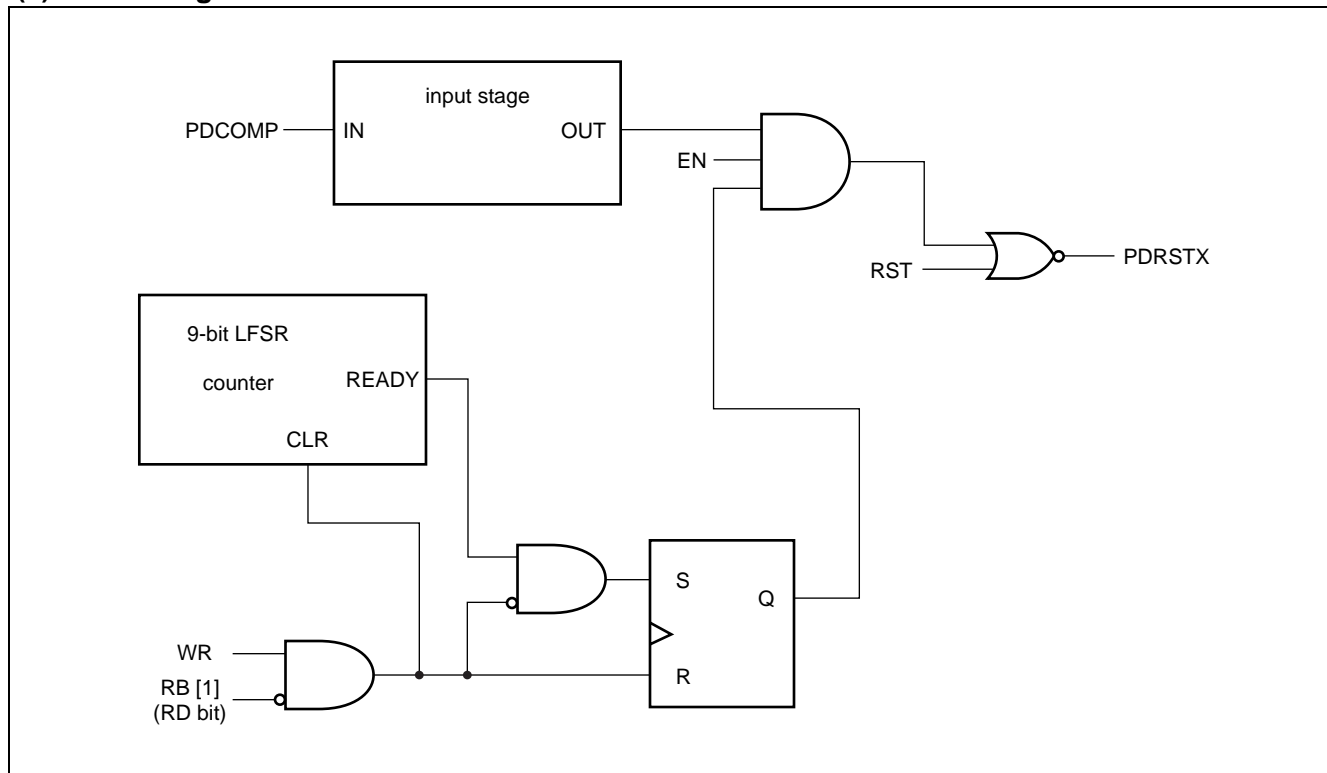 input stage
PDCOMP
IN
OUT
EN
RST
PDRSTX
9-bit LFSR
counter
READY
CLR
S
Q
R
WR
RB [1]
(RD bit)